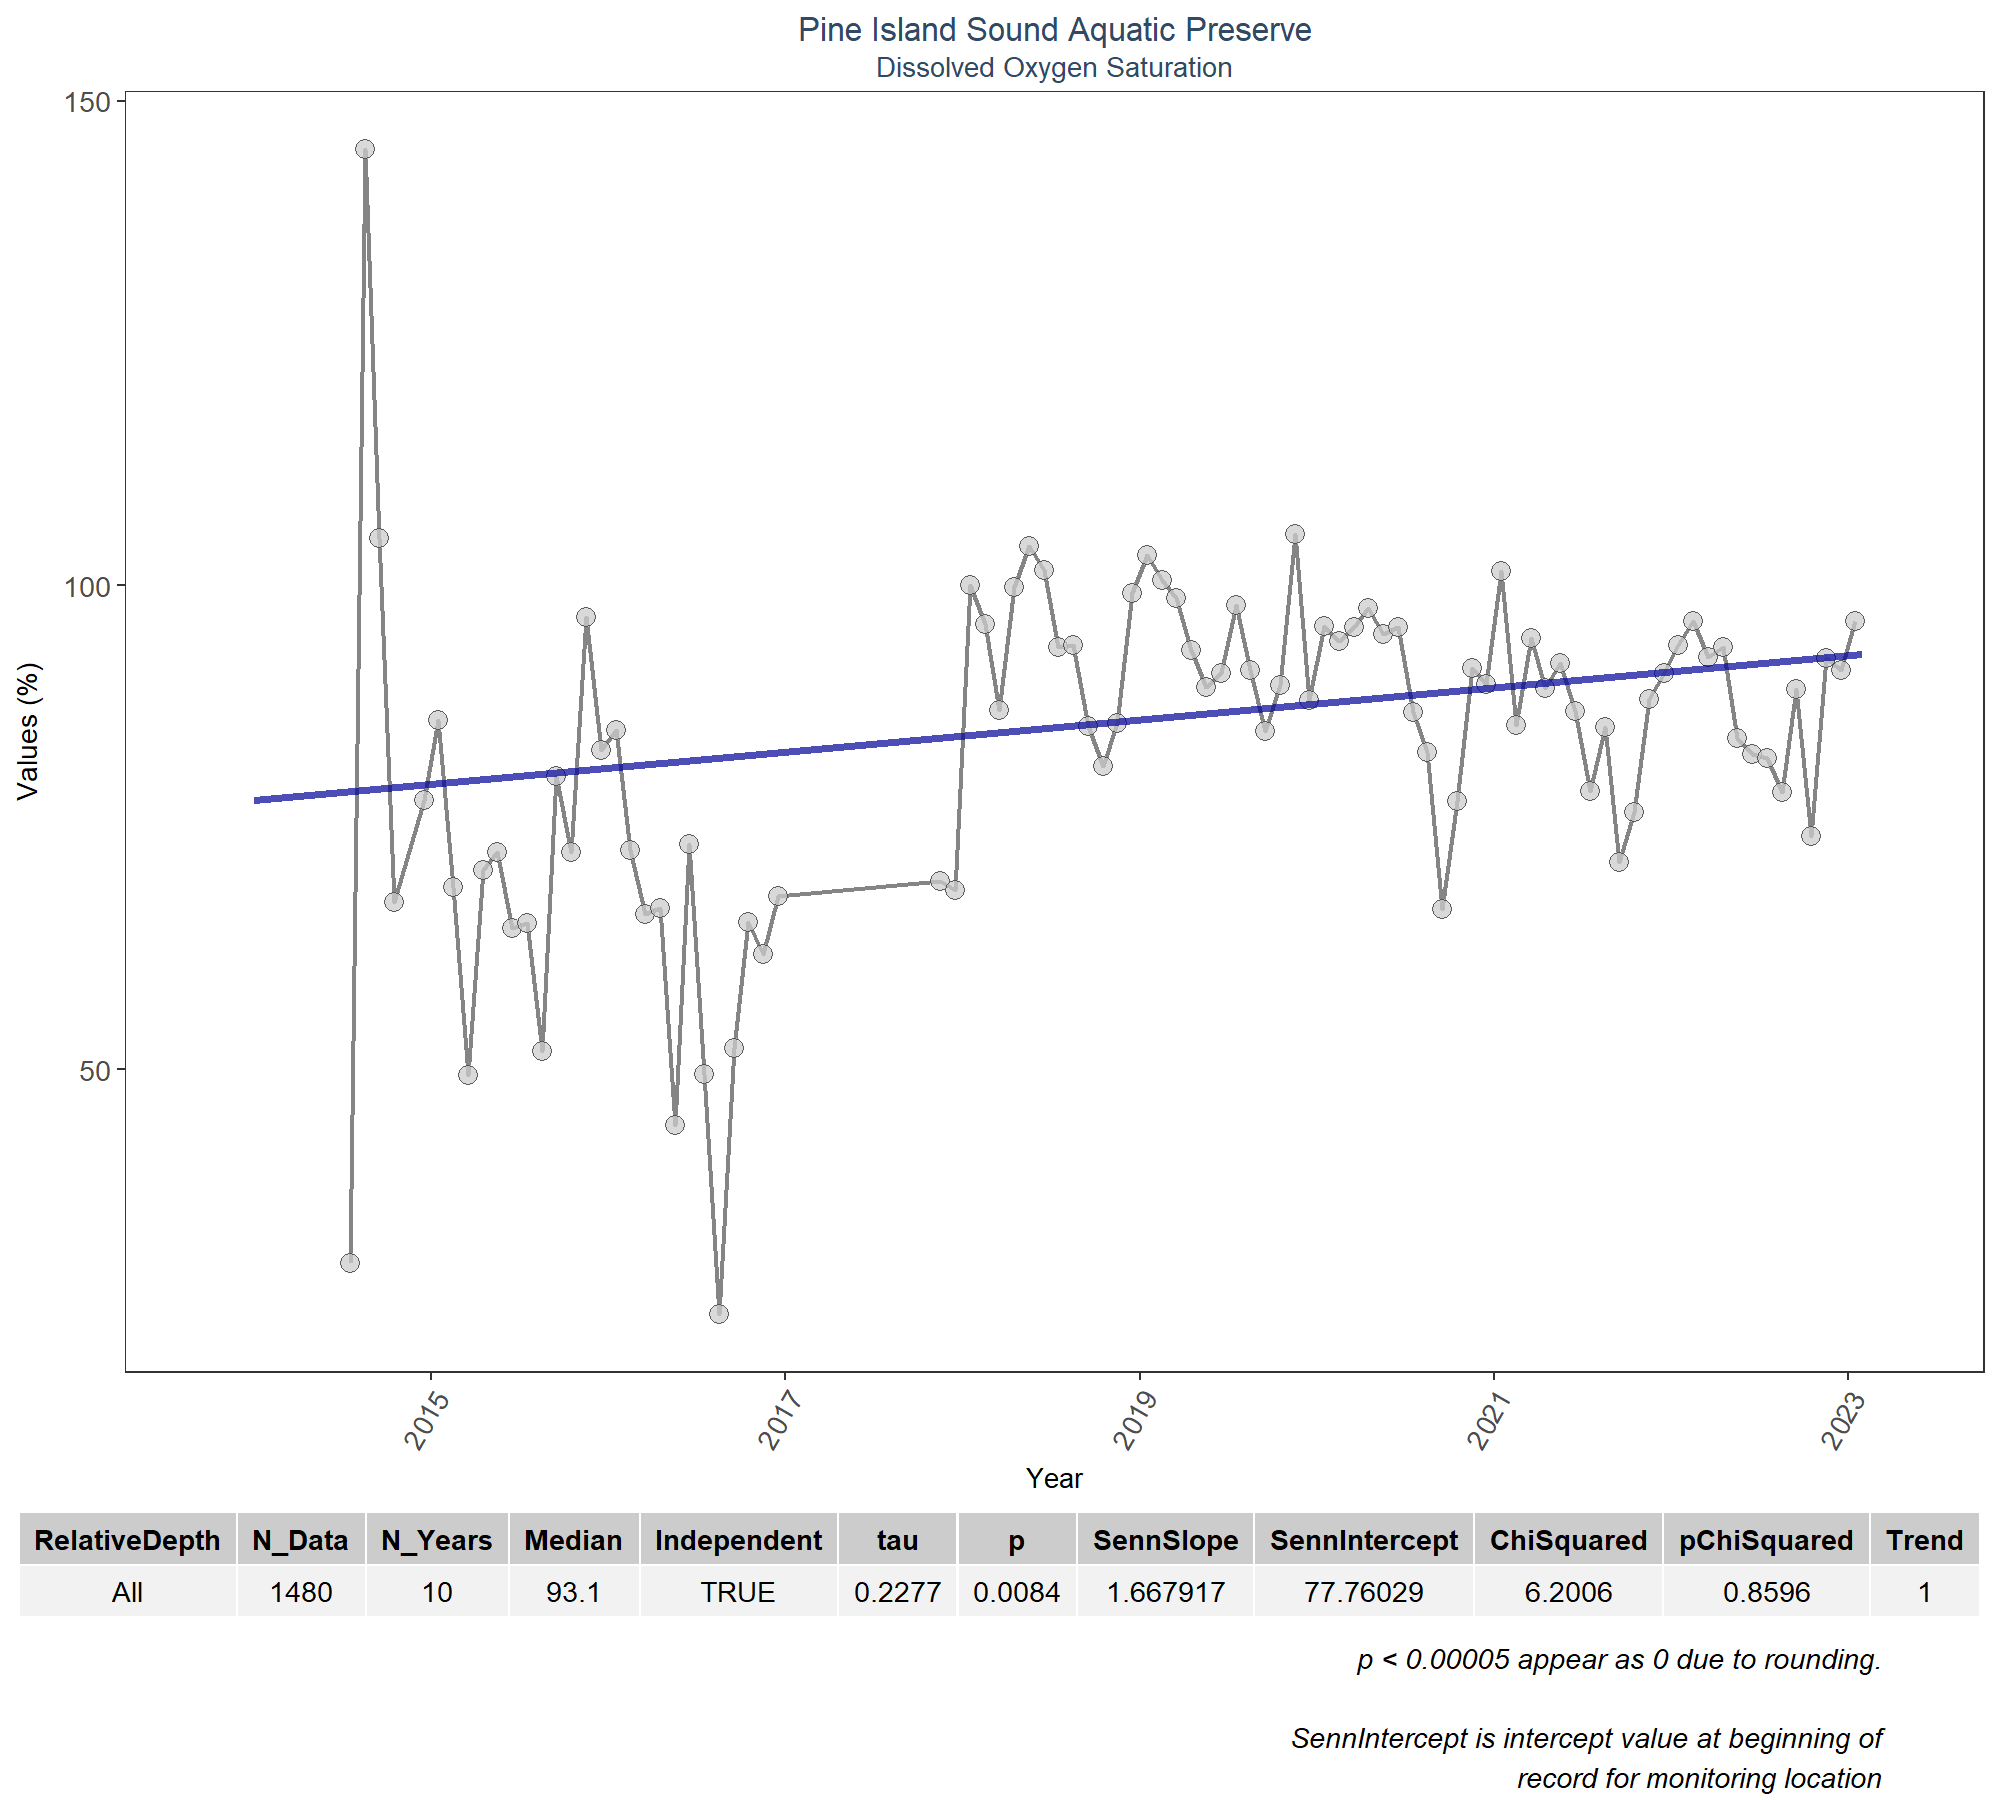 Pine Island Sound Aquatic Preserve
Dissolved Oxygen Saturation
150
100
50
Values (%)
2015 2017 2019 2021 2023
Year
RelativeDepth N_Data N_Years Median Independent tau p SennSlope SennIntercept ChiSquared pChiSquared Trend
All 1480 10 93.1 TRUE 0.2277 0.0084 1.667917 77.76029 6.2006 0.8596 1
p < 0.00005 appear as 0 due to rounding.
SennIntercept is intercept value at beginning of
record for monitoring location